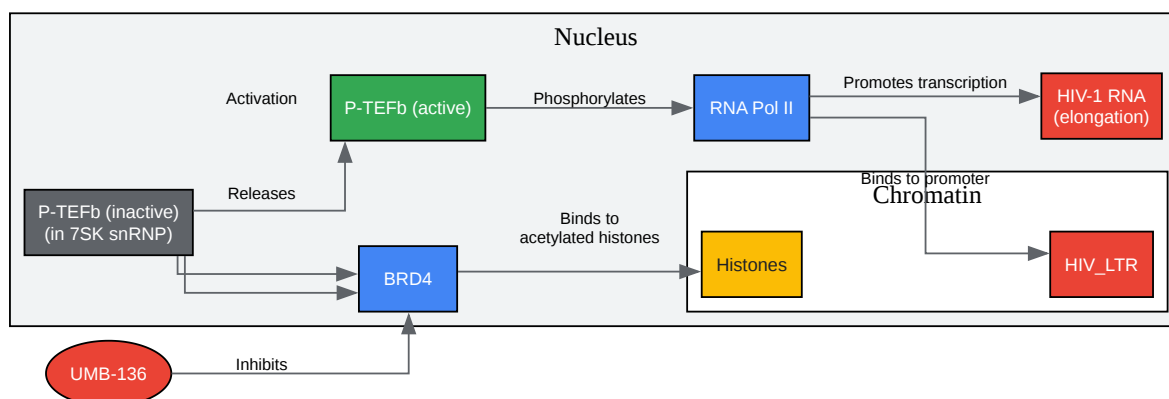 Nucleus
Activation
P-TEFb (active)
Phosphorylates
RNA Pol II
Promotes transcription
HIV-1 RNA
(elongation)
P-TEFb (inactive)
(in 7SK snRNP)
Releases
Binds to promoter
Chromatin
Binds to
acetylated histones
BRD4
Histones
HIV_LTR
UMB-136
Inhibits